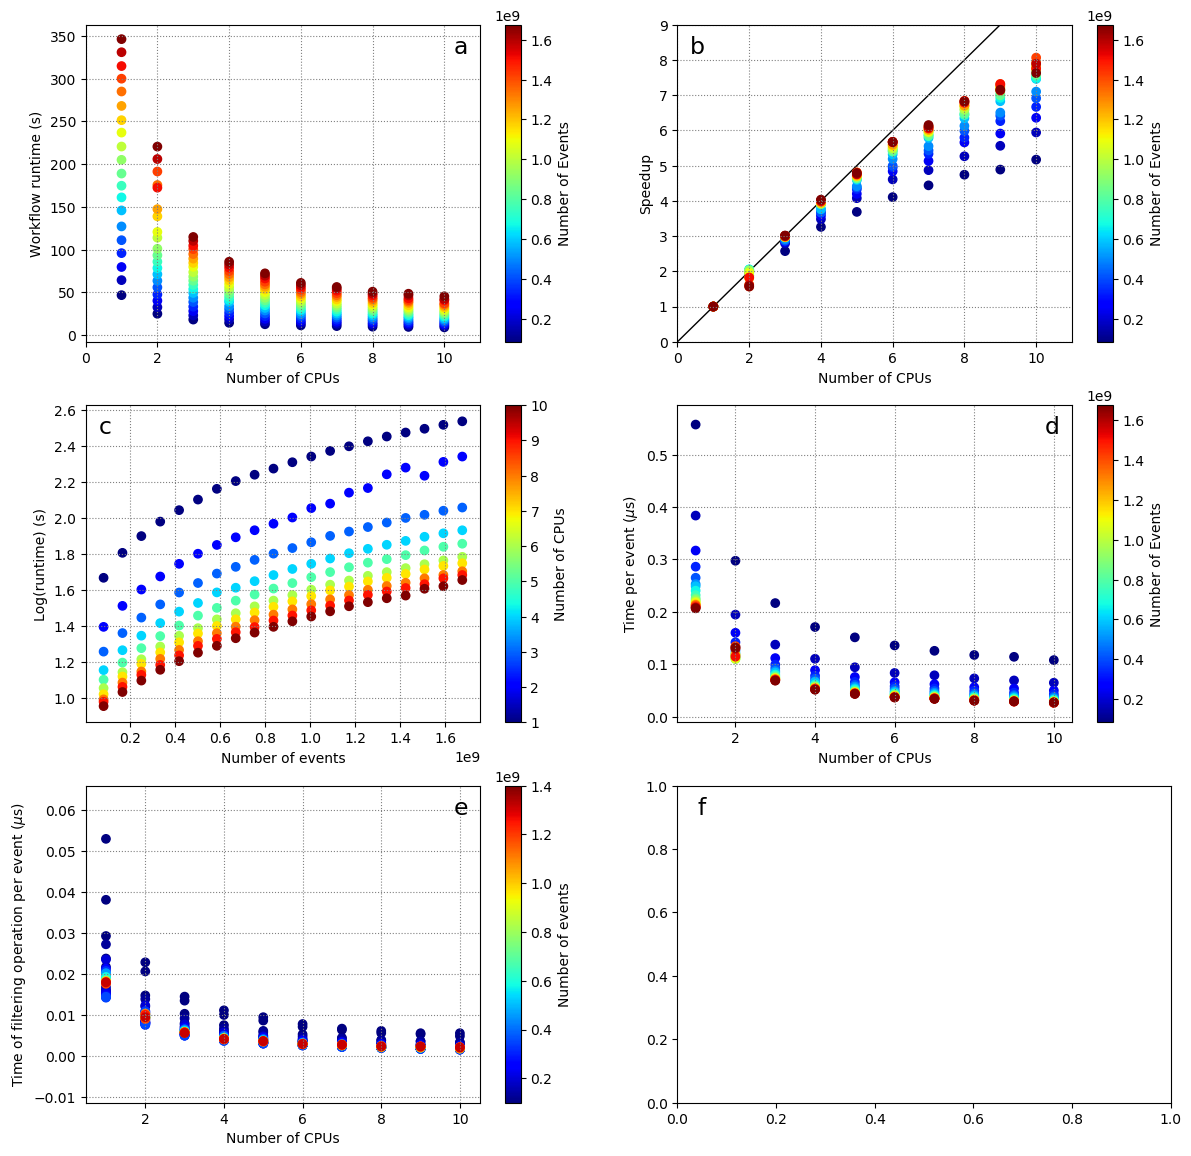 1e9
350
300
250
200
150
100
50
0
Workflow runtime (s)
a
0 2 4 6 8 10
Number of CPUs
1.6
1.4
1.2
1.0
0.8
0.6
0.4
0.2
Number of Events
1e9
9
8
7
6
5
4
3
2
1
0
Speedup
b
0 2 4 6 8 10
Number of CPUs
1.6
1.4
1.2
1.0
0.8
0.6
0.4
0.2
Number of Events
2.6
2.4
2.2
2.0
1.8
1.6
1.4
1.2
1.0
Log(runtime) (s)
c
0.2 0.4 0.6 0.8 1.0 1.2 1.4 1.6
Number of events
1e9
10
9
8
7
6
5
4
3
2
1
Number of CPUs
1e9
0.5
0.4
0.3
0.2
0.1
0.0
Time per event (μs)
d
2 4 6 8 10
Number of CPUs
1.6
1.4
1.2
1.0
0.8
0.6
0.4
0.2
Number of Events
1e9
0.06
0.05
0.04
0.03
0.02
0.01
0.00
−0.01
Time of filtering operation per event (μs)
e
2 4 6 8 10
Number of CPUs
1.4
1.2
1.0
0.8
0.6
0.4
0.2
Number of events
1.0
0.8
0.6
0.4
0.2
0.0
f
0.0 0.2 0.4 0.6 0.8 1.0